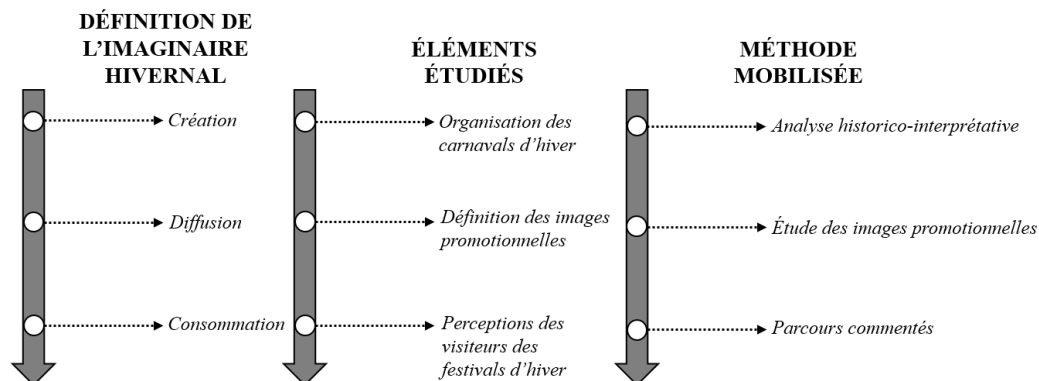 DÉFINITION DE
L’IMAGINAIRE
HIVERNAL
Création
Diffusion
Consommation
ÉLÉMENTS
ÉTUDIÉS
Organisation des
carnavals d’hiver
Définition des images
promotionnelles
Perceptions des
visiteurs des
festivals d’hiver
MÉTHODE
MOBILISÉE
Analyse historico-interprétative
Étude des images promotionnelles
Parcours commentés